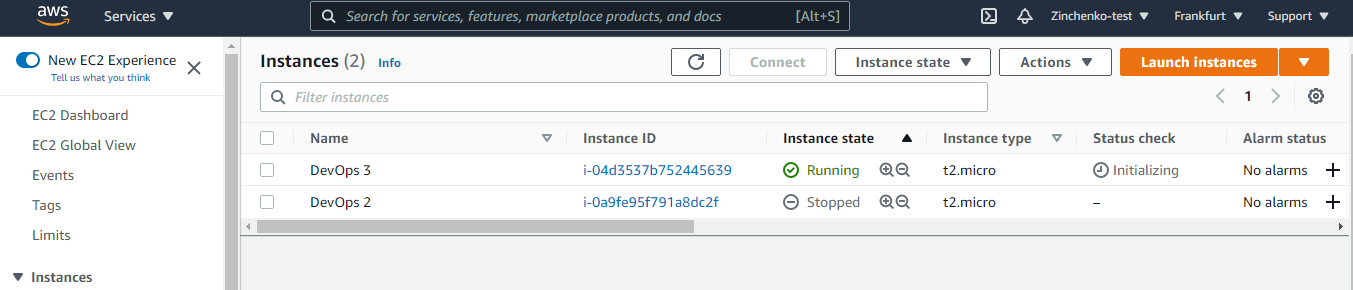 aws Services Search for services, features, marketplace products, and docs [Alt+S] Zinchenko-test Frankfurt Support
New EC2 Experience
Tell us what you think
EC2 Dashboard
EC2 Global View
Events
Tags
Limits
Instances
Instances (2) Info Connect Instance state Actions Launch instances
Filter instances
1
Name Instance ID Instance state Instance type Status check Alarm status
DevOps 3 i-04d3537b752445639 Running t2.micro Initializing No alarms
DevOps 2 i-0a9fe95f791a8dc2f Stopped t2.micro – No alarms